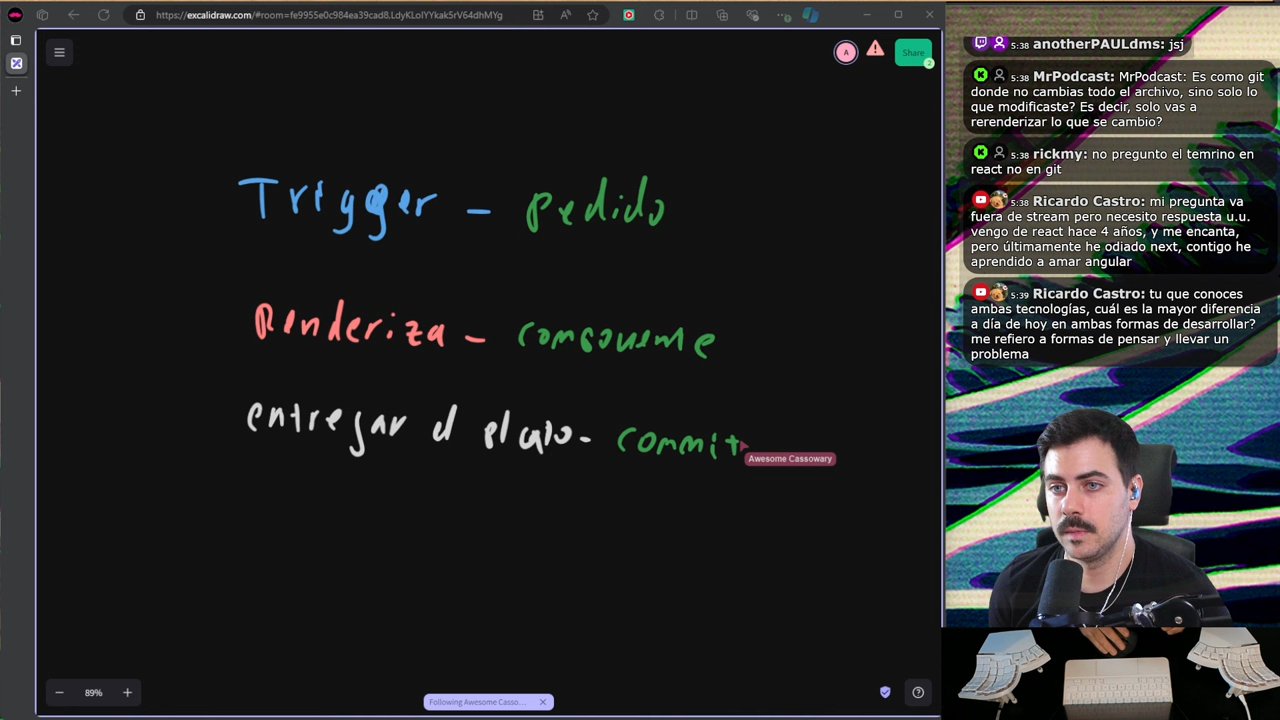 https://excalidraw.com/#room=fe9955e0c984ea39cad8,LdyKLolYYkak5rV64dhMYg
A
Share
2
Trigger - pedido
Renderiza - componente
entregar el plato - commit
Awesome Cassowary
89%
Following Awesome Casso...
5:38 anotherPAULdms: jsj
5:38 MrPodcast: MrPodcast: Es como git
donde no cambias todo el archivo, sino solo lo
que modificaste? Es decir, solo vas a
rerenderizar lo que se cambio?
5:38 rickmy: no pregunto el temrino en
react no en git
5:38 Ricardo Castro: mi pregunta va
fuera de stream pero necesito respuesta u.u.
vengo de react hace 4 años, y me encanta,
pero últimamente he odiado next, contigo he
aprendido a amar angular
5:39 Ricardo Castro: tu que conoces
ambas tecnologías, cuál es la mayor diferencia
a día de hoy en ambas formas de desarrollar?
me refiero a formas de pensar y llevar un
problema